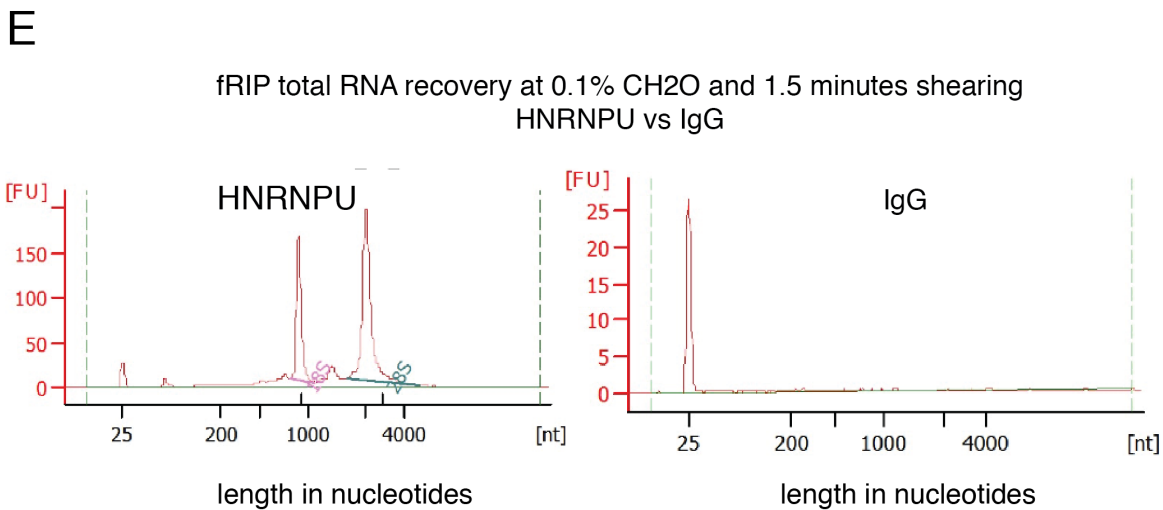 E
fRIP total RNA recovery at 0.1% CH2O and 1.5 minutes shearing
HNRNPU vs IgG
[FU]
HNRNPU
150
100
50
0
18S
28S
25
200
1000
4000
[nt]
length in nucleotides
[FU]
IgG
25
20
15
10
5
0
25
200
1000
4000
[nt]
length in nucleotides